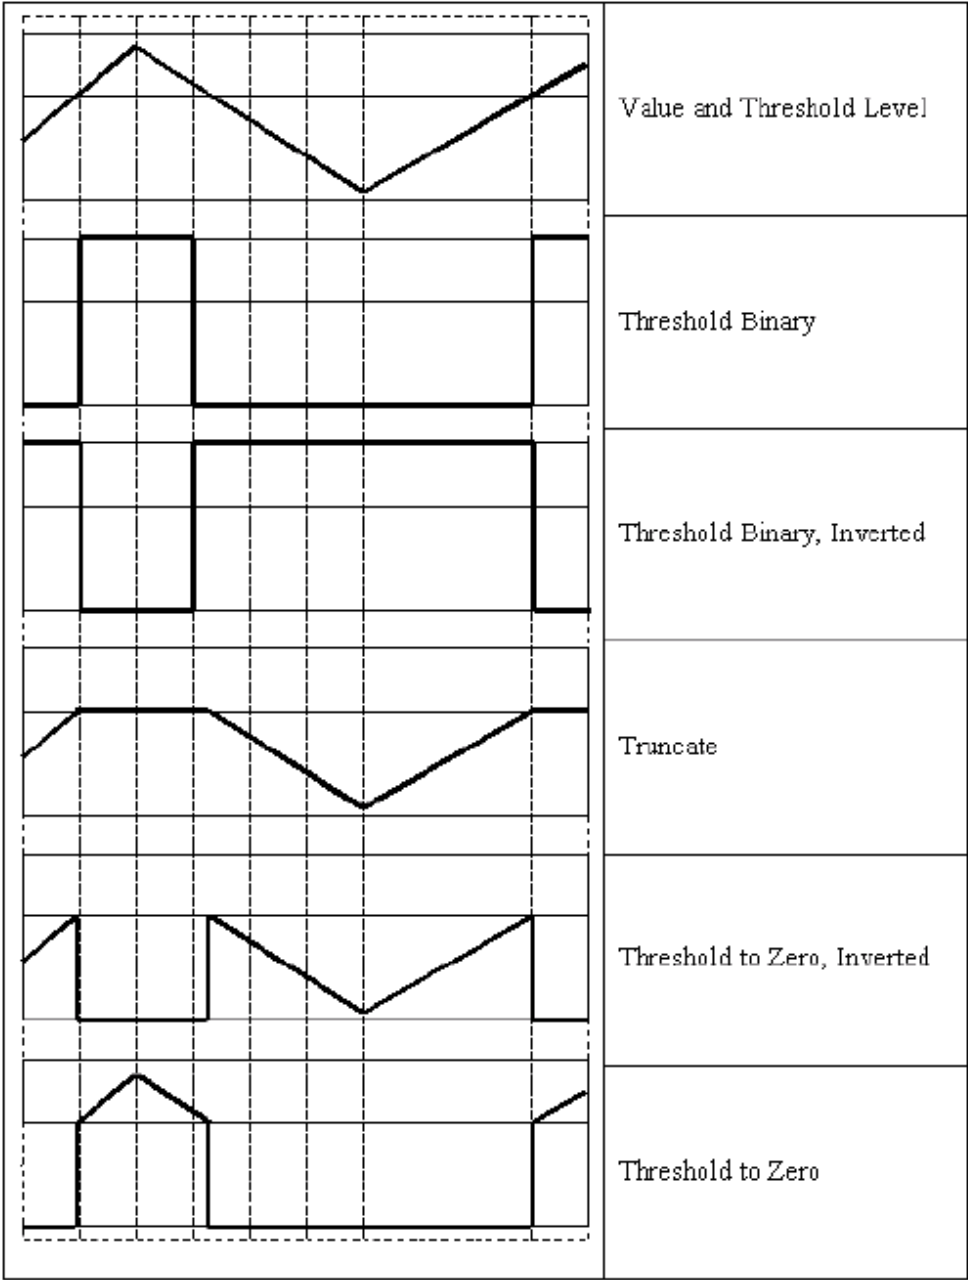 Value and Threshold Level
Threshold Binary
Threshold Binary, Inverted
Truncate
Threshold to Zero, Inverted
Threshold to Zero